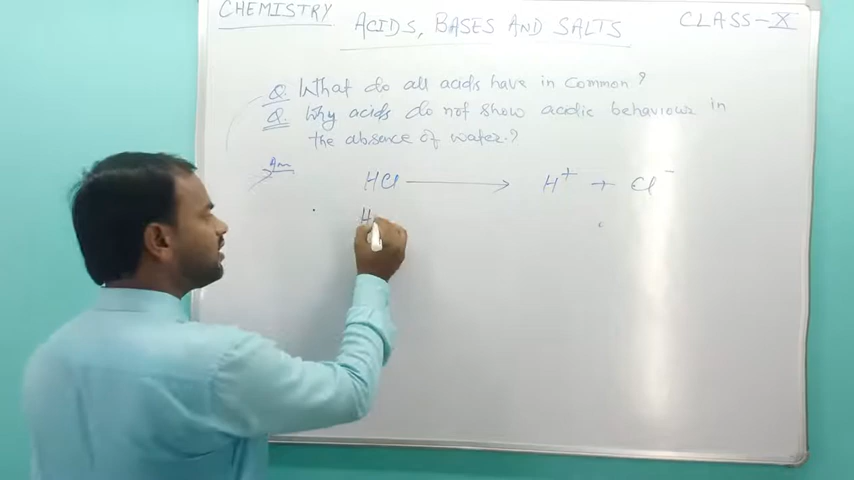 CHEMISTRY
ACIDS, BASES AND SALTS
CLASS-X
Q. What do all acids have in common?
Q. Why acids do not show acidic behaviour in
the absence of water?
Ans
HCl ⟶ H⁺ + Cl⁻
H